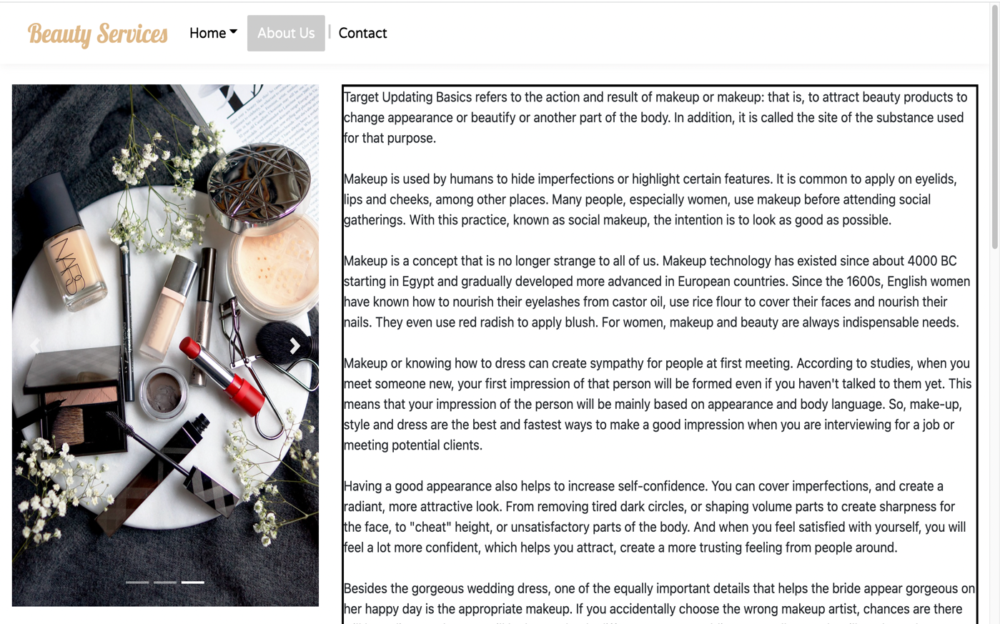 Beauty Services
Home
About Us
Contact
NARS
Target Updating Basics refers to the action and result of makeup or makeup: that is, to attract beauty products to
change appearance or beautify or another part of the body. In addition, it is called the site of the substance used
for that purpose.
Makeup is used by humans to hide imperfections or highlight certain features. It is common to apply on eyelids,
lips and cheeks, among other places. Many people, especially women, use makeup before attending social
gatherings. With this practice, known as social makeup, the intention is to look as good as possible.
Makeup is a concept that is no longer strange to all of us. Makeup technology has existed since about 4000 BC
starting in Egypt and gradually developed more advanced in European countries. Since the 1600s, English women
have known how to nourish their eyelashes from castor oil, use rice flour to cover their faces and nourish their
nails. They even use red radish to apply blush. For women, makeup and beauty are always indispensable needs.
Makeup or knowing how to dress can create sympathy for people at first meeting. According to studies, when you
meet someone new, your first impression of that person will be formed even if you haven't talked to them yet. This
means that your impression of the person will be mainly based on appearance and body language. So, make-up,
style and dress are the best and fastest ways to make a good impression when you are interviewing for a job or
meeting potential clients.
Having a good appearance also helps to increase self-confidence. You can cover imperfections, and create a
radiant, more attractive look. From removing tired dark circles, or shaping volume parts to create sharpness for
the face, to "cheat" height, or unsatisfactory parts of the body. And when you feel satisfied with yourself, you will
feel a lot more confident, which helps you attract, create a more trusting feeling from people around.
Besides the gorgeous wedding dress, one of the equally important details that helps the bride appear gorgeous on
her happy day is the appropriate makeup. If you accidentally choose the wrong makeup artist, chances are there